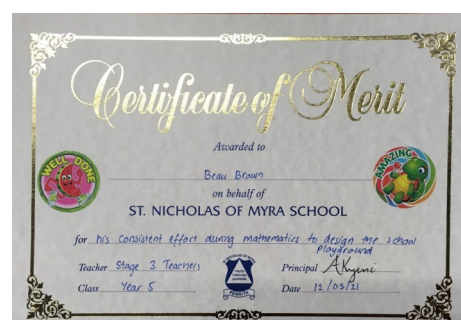 Certificate of Merit
Awarded to
WELL DONE
AMAZING
Beau Brown
on behalf of
ST. NICHOLAS OF MYRA SCHOOL
for his consistent effort during mathematics to design the school
Playground
Teacher Stage 3 Teachers
Principal
Class Year 5
PENRITH
Date 12/03/21